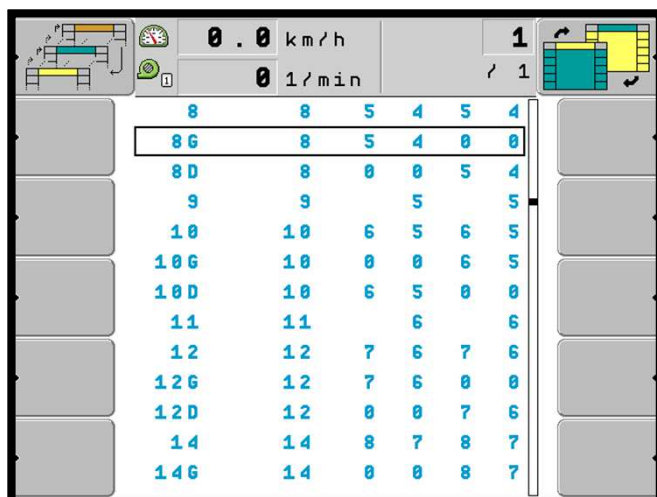 0.0 km/h 1
1 0 1/min / 1
8 8 5 4 5 4
8G 8 5 4 0 0
8D 8 0 0 5 4
9 9 5 5
10 10 6 5 6 5
10G 10 0 0 6 5
10D 10 6 5 0 0
11 11 6 6
12 12 7 6 7 6
12G 12 7 6 0 0
12D 12 0 0 7 6
14 14 8 7 8 7
14G 14 0 0 8 7